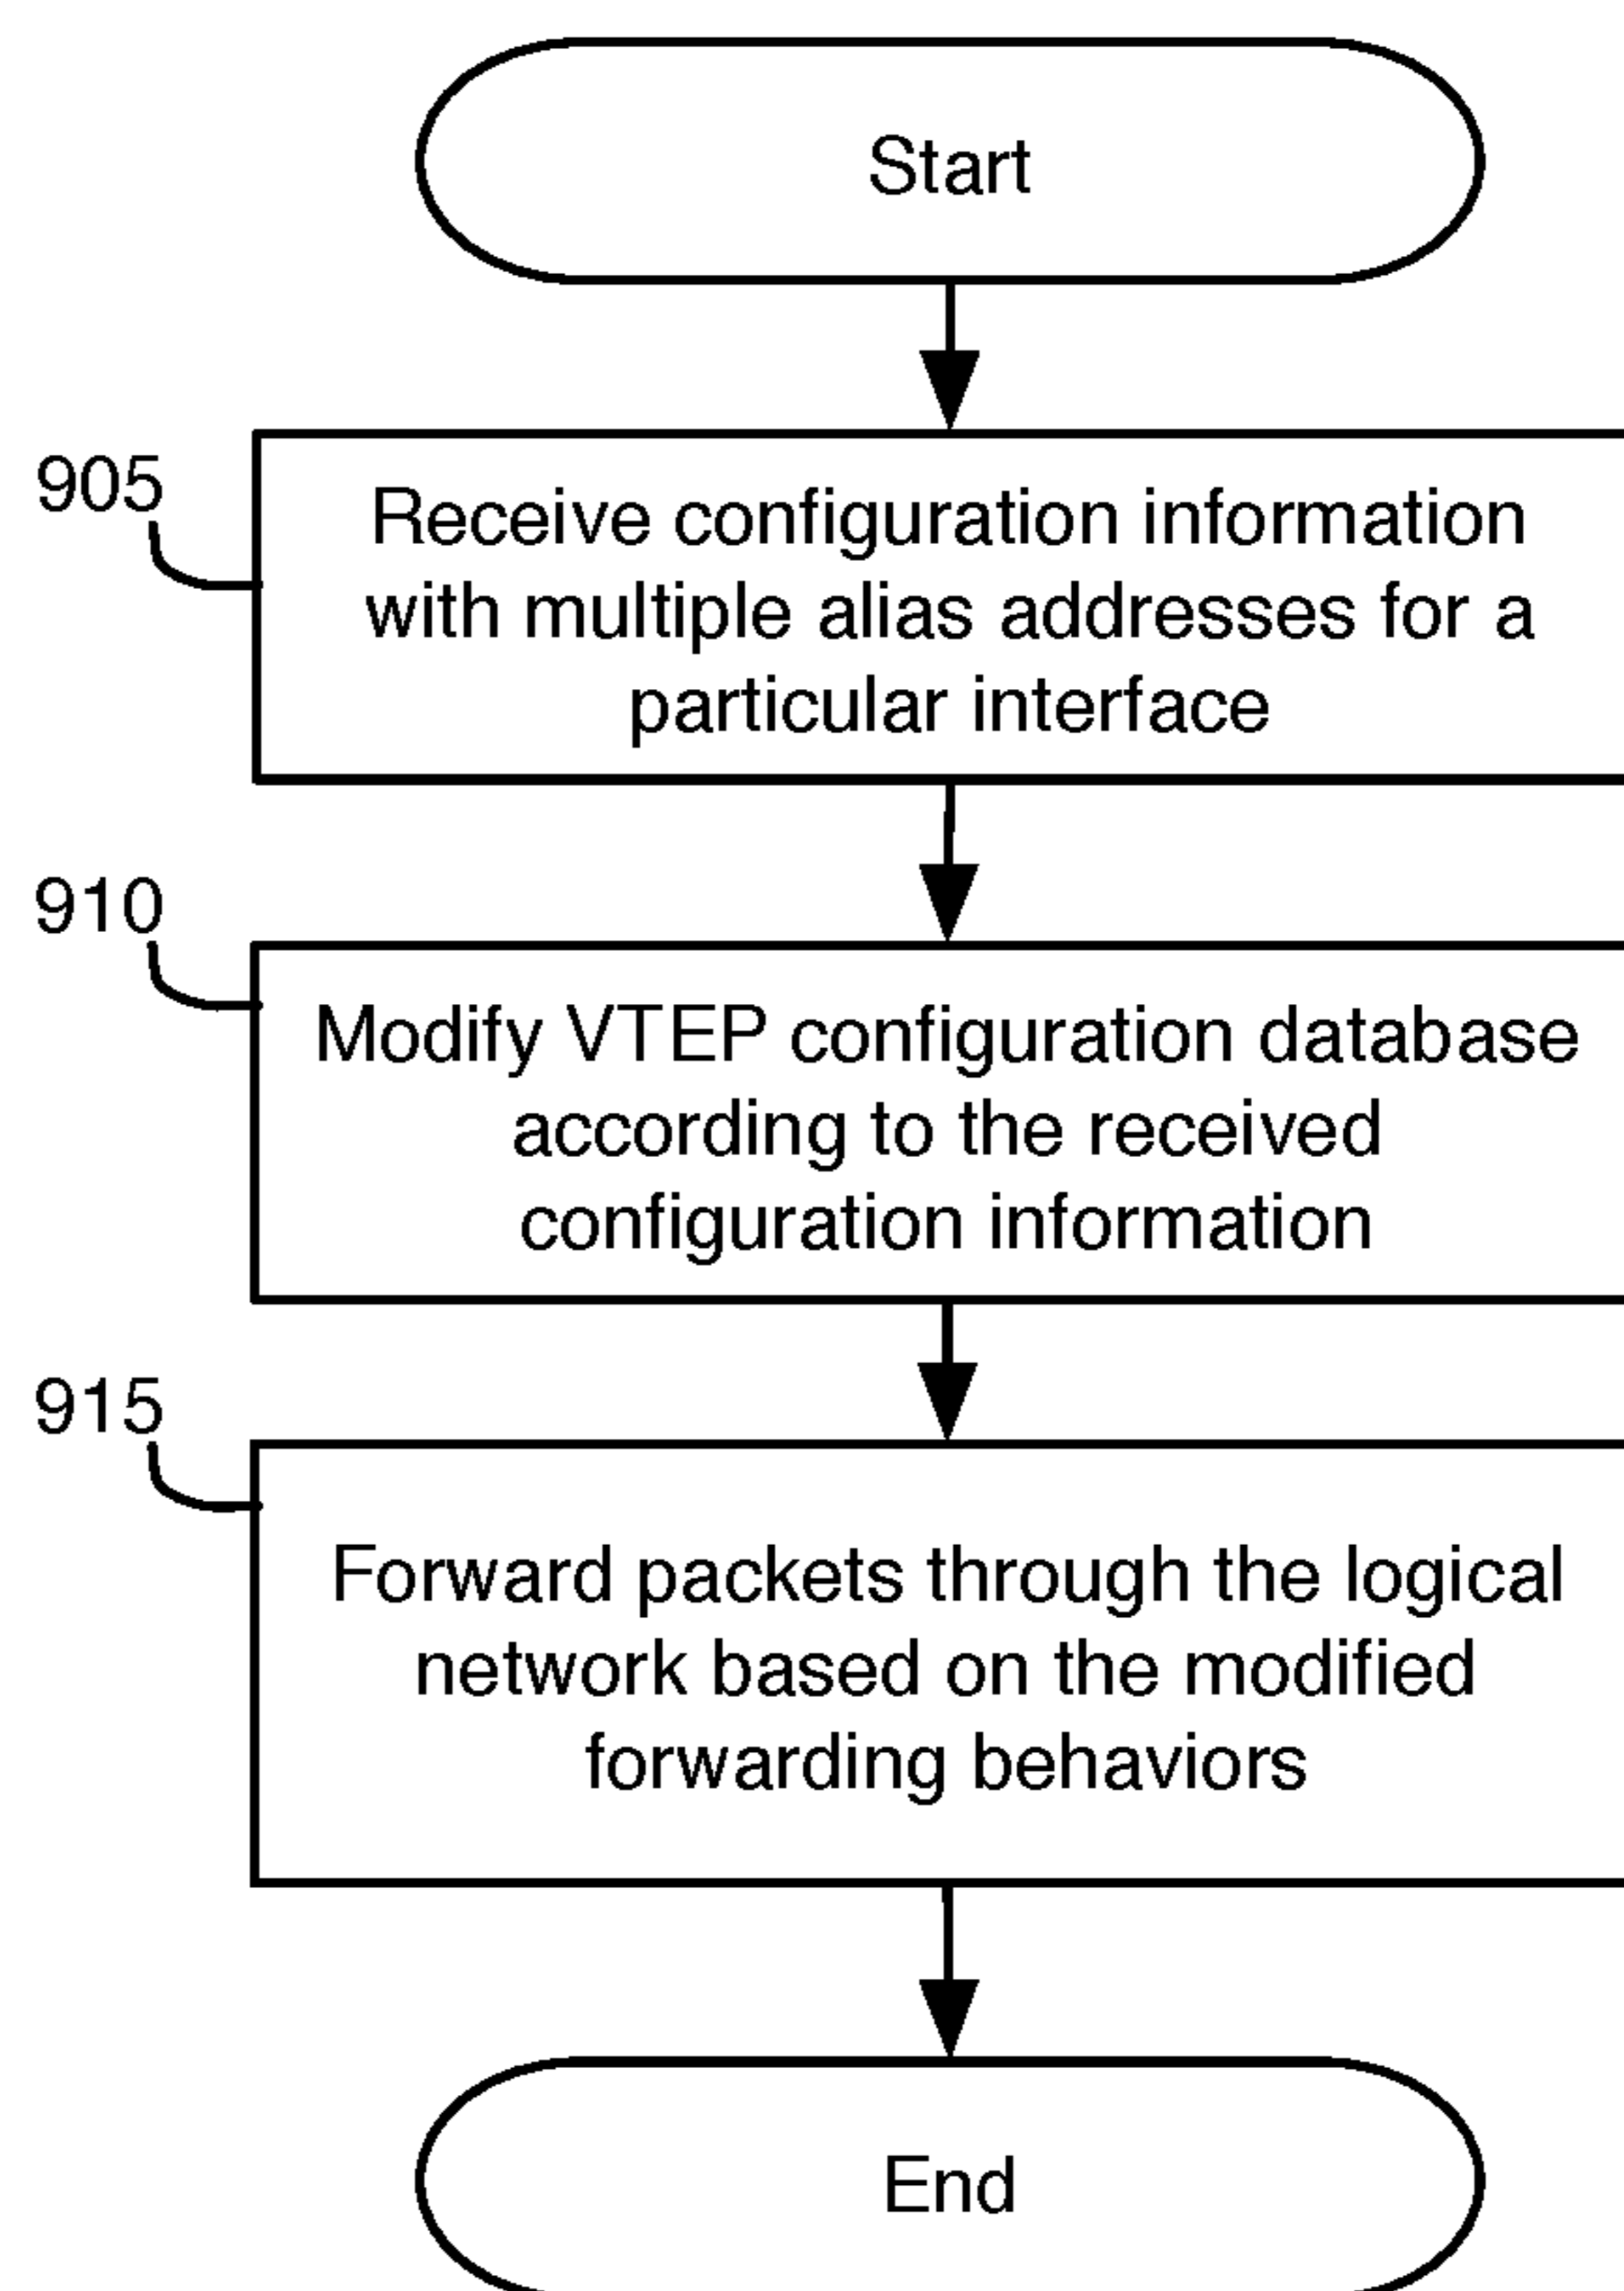 Start
905
Receive configuration information
with multiple alias addresses for a
particular interface
910
Modify VTEP configuration database
according to the received
configuration information
915
Forward packets through the logical
network based on the modified
forwarding behaviors
End